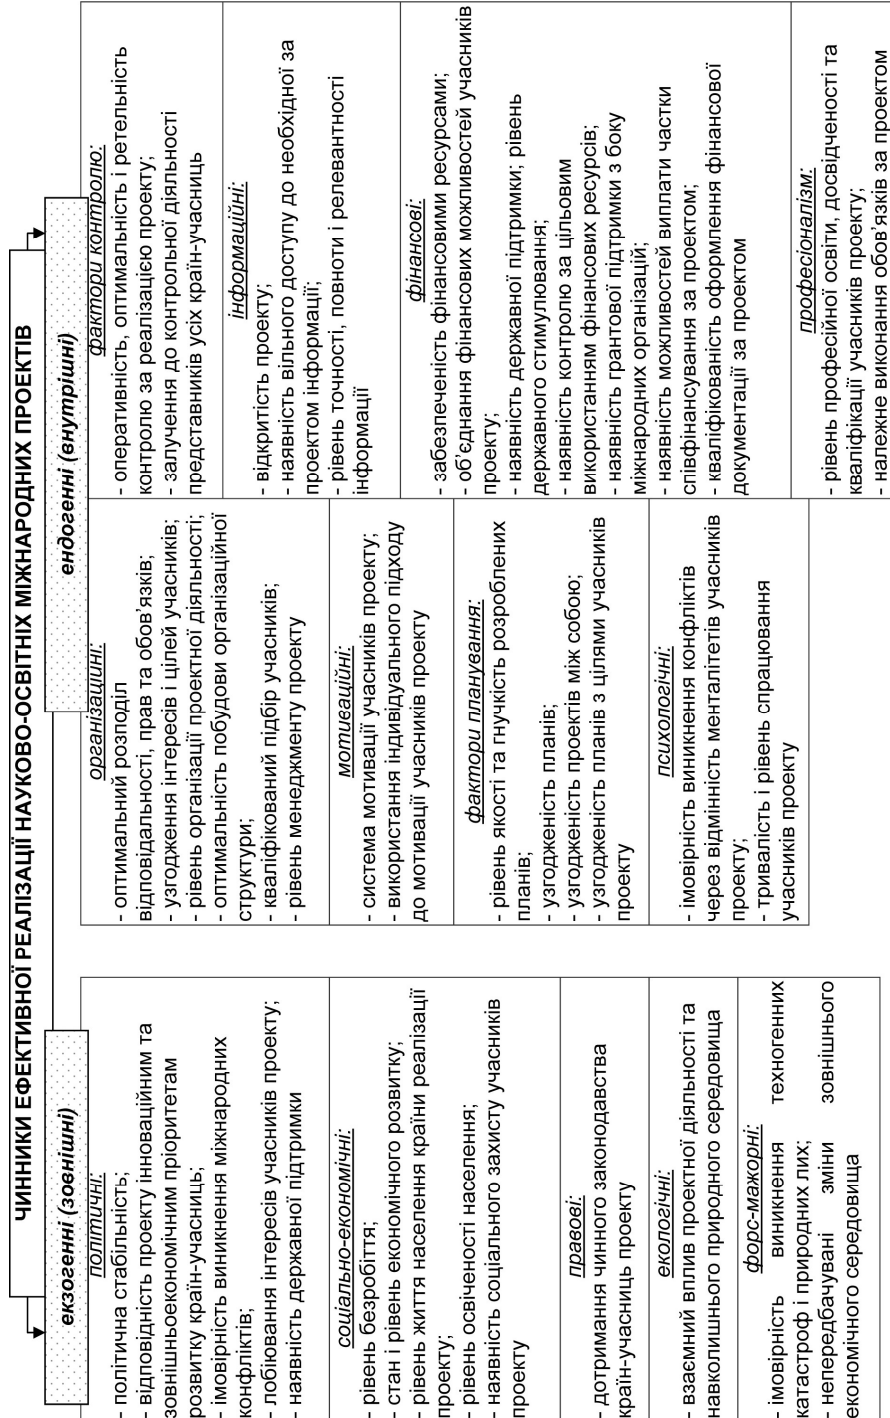 ЧИННИКИ ЕФЕКТИВНОЇ РЕАЛІЗАЦІЇ НАУКОВО-ОСВІТНІХ МІЖНАРОДНИХ ПРОЕКТІВ
екзогенні (зовнішні)
політичні:
- політична стабільність;
- відповідність проекту інноваційним та
зовнішньоекономічним пріоритетам
розвитку країн-учасниць;
- імовірність виникнення міжнародних
конфліктів;
- лобіювання інтересів учасників проекту;
- наявність державної підтримки
соціально-економічні:
- рівень безробіття;
- стан і рівень економічного розвитку;
- рівень життя населення країни реалізації
проекту;
- рівень освіченості населення;
- наявність соціального захисту учасників
проекту
правові:
- дотримання чинного законодавства
країн-учасниць проекту
екологічні:
- взаємний вплив проектної діяльності та
навколишнього природного середовища
форс-мажорні:
- імовірність виникнення техногенних
катастроф і природних лих;
- непередбачувані зміни зовнішнього
економічного середовища
ендогенні (внутрішні)
організаційні:
- оптимальний розподіл
відповідальності, прав та обов’язків;
- узгодження інтересів і цілей учасників;
- рівень організації проектної діяльності;
- оптимальність побудови організаційної
структури;
- кваліфікований підбір учасників;
- рівень менеджменту проекту
мотиваційні:
- система мотивації учасників проекту;
- використання індивідуального підходу
до мотивації учасників проекту
фактори планування:
- рівень якості та гнучкість розроблених
планів;
- узгодженість планів;
- узгодженість проектів між собою;
- узгодженість планів з цілями учасників
проекту
психологічні:
- імовірність виникнення конфліктів
через відмінність менталітетів учасників
проекту;
- тривалість і рівень спрацювання
учасників проекту
фактори контролю:
- оперативність, оптимальність і ретельність
контролю за реалізацією проекту;
- залучення до контрольної діяльності
представників усіх країн-учасниць
інформаційні:
- відкритість проекту;
- наявність вільного доступу до необхідної за
проектом інформації;
- рівень точності, повноти і релевантності
інформації
фінансові:
- забезпеченість фінансовими ресурсами;
- об’єднання фінансових можливостей учасників
проекту;
- наявність державної підтримки; рівень
державного стимулювання;
- наявність контролю за цільовим
використанням фінансових ресурсів;
- наявність грантової підтримки з боку
міжнародних організацій;
- наявність можливостей виплати частки
співфінансування за проектом;
- кваліфікованість оформлення фінансової
документації за проектом
професіоналізм:
- рівень професійної освіти, досвідченості та
кваліфікації учасників проекту;
- належне виконання обов’язків за проектом